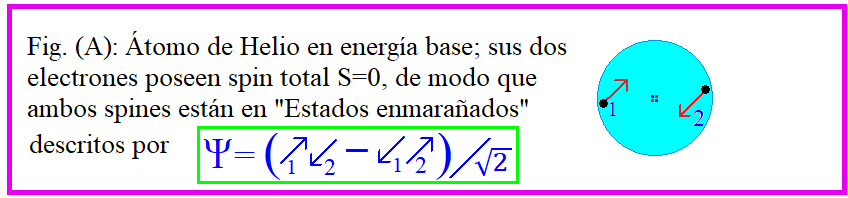 Fig. (A): Átomo de Helio en energía base; sus dos
electrones poseen spin total S=0, de modo que
ambos spines están en "Estados enmarañados"
descritos por Ψ=(↗₁↙₂ − ↙₁↗₂)/√2
1
2